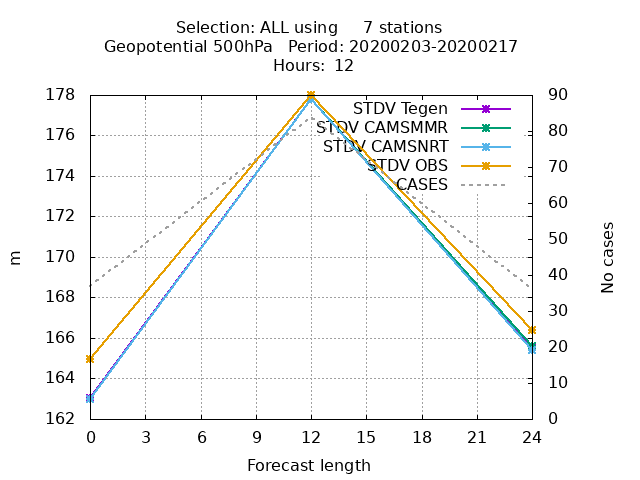 Selection: ALL using     7 stations
Geopotential 500hPa   Period: 20200203-20200217
Hours:  12
178
176
174
172
170
168
166
164
162
m
90
80
70
60
50
40
30
20
10
0
No cases
STDV Tegen
STDV CAMSMMR
STDV CAMSNRT
STDV OBS
CASES
0 3 6 9 12 15 18 21 24
Forecast length